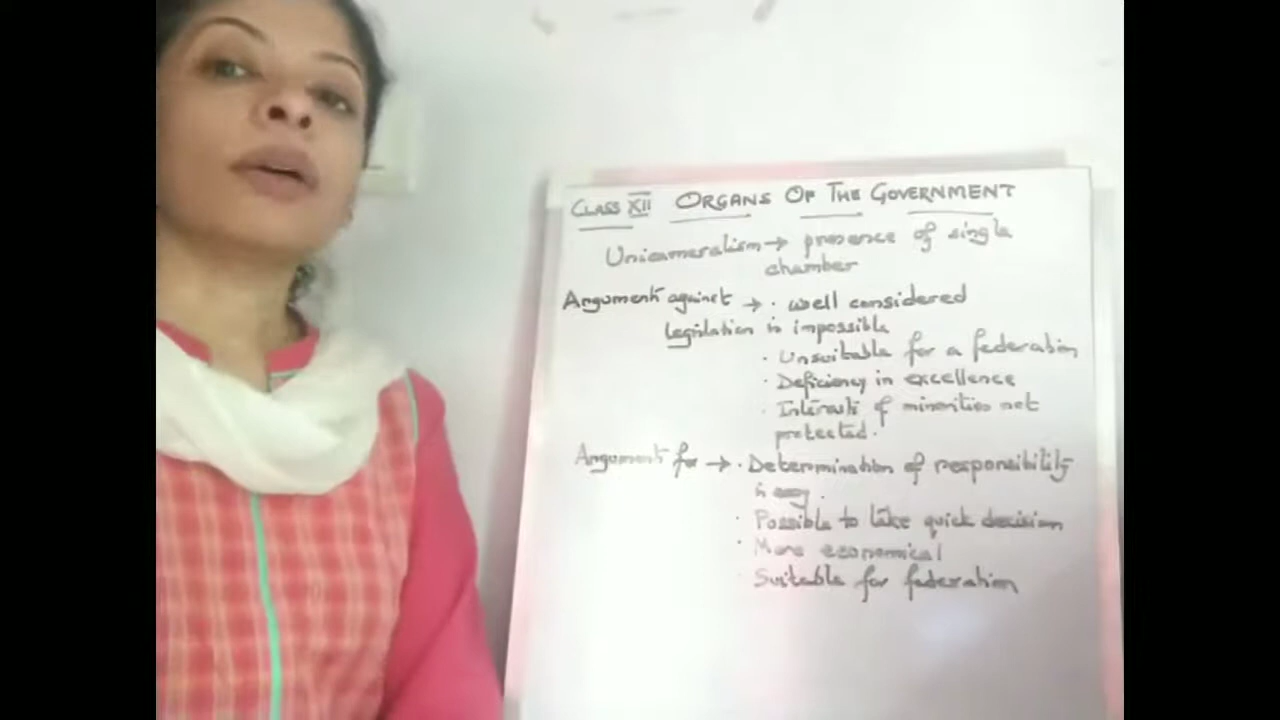 CLASS XII ORGANS OF THE GOVERNMENT
Unicameralism → presence of single
chamber
Argument against → · well considered
legislation is impossible
· Unsuitable for a federation
· Deficiency in excellence
· Interests of minorities not
protected.
Argument for → · Determination of responsibility
is easy.
· Possible to take quick decision
· More economical
· Suitable for federation